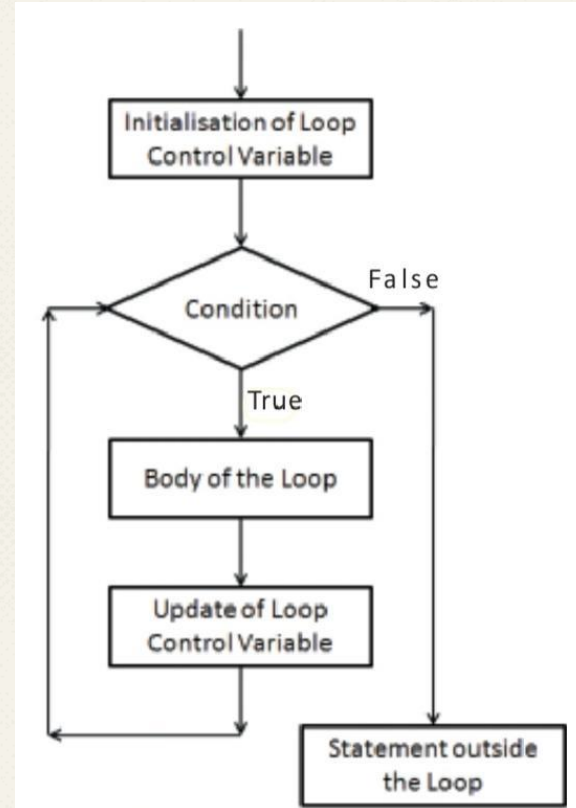 Initialisation of Loop
Control Variable
Condition
False
True
Body of the Loop
Update of Loop
Control Variable
Statement outside
the Loop